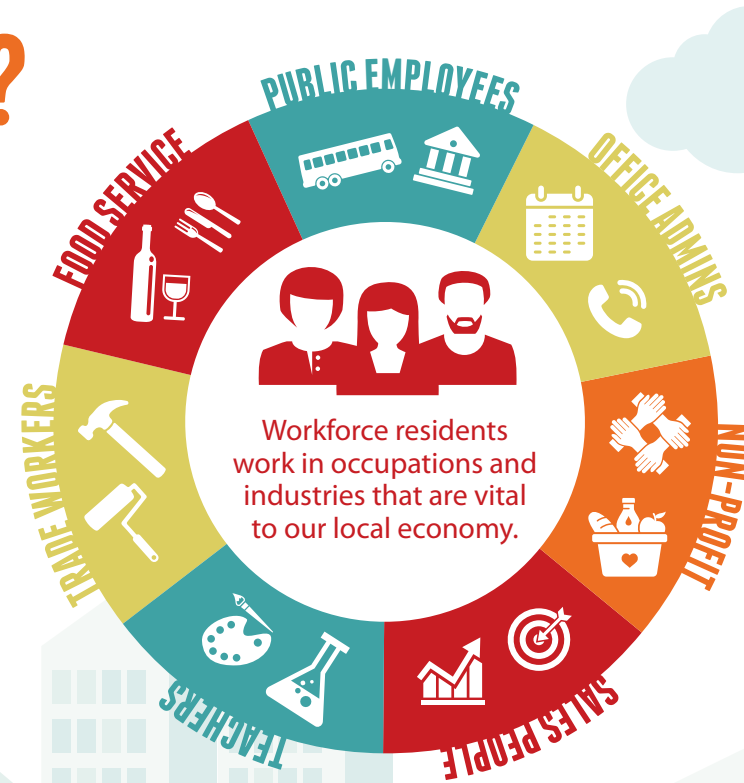 ?
PUBLIC EMPLOYEES
OFFICE ADMINS
NON-PROFIT
SALES PEOPLE
TEACHERS
TRADE WORKERS
FOOD SERVICE
Workforce residents
work in occupations and
industries that are vital
to our local economy.